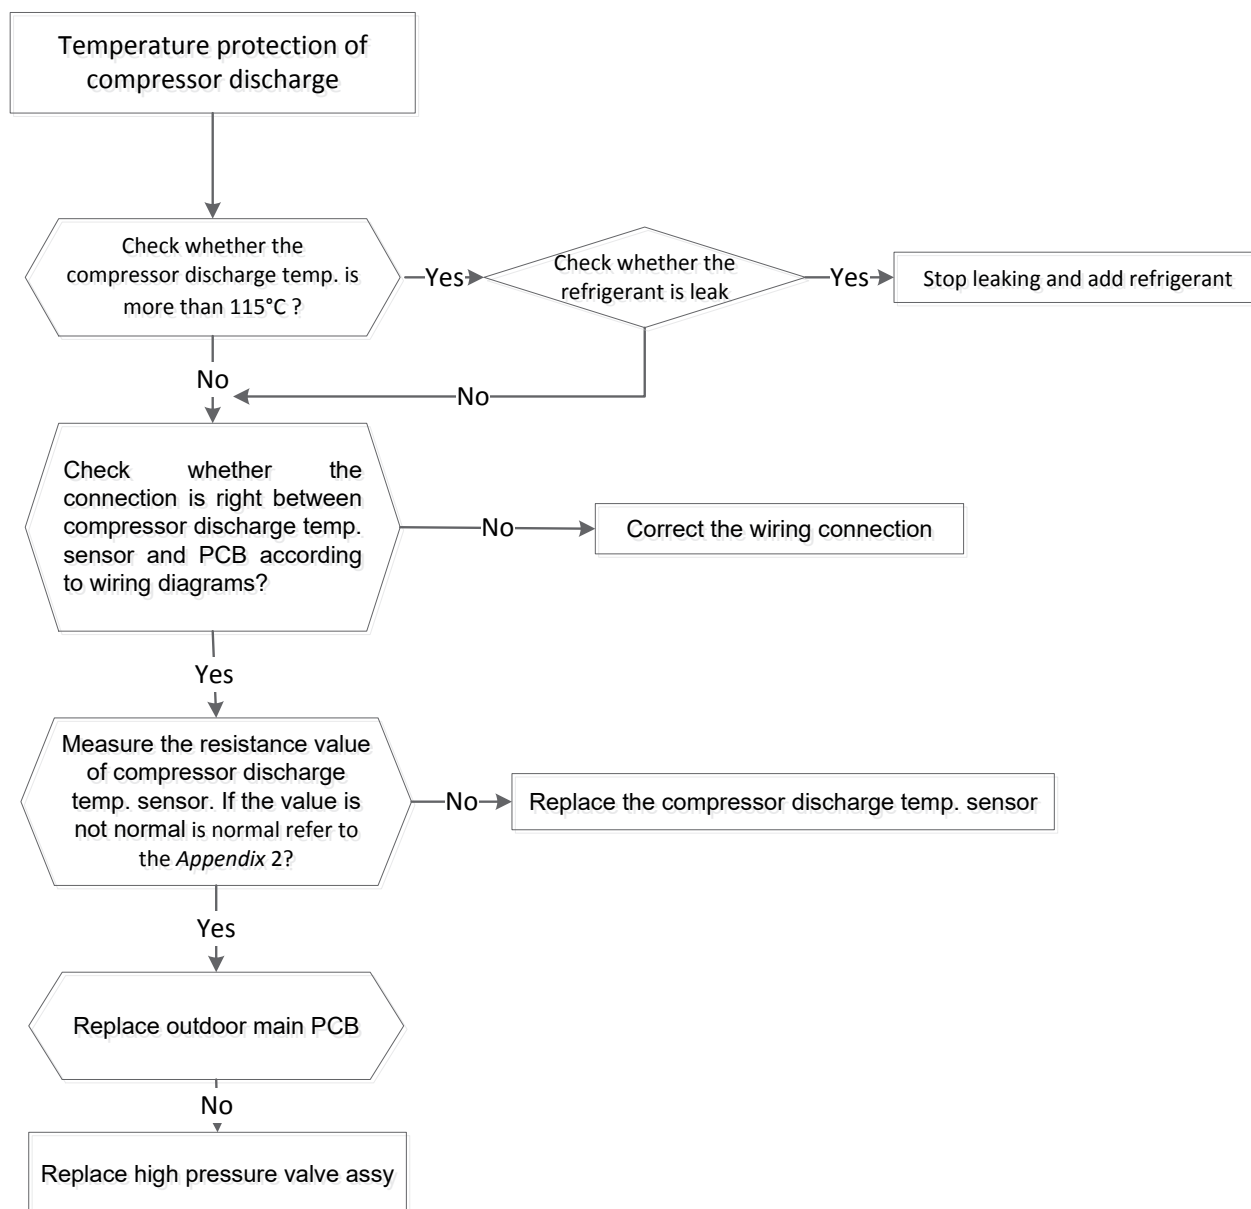 Temperature protection of
compressor discharge
Check whether the
compressor discharge temp. is
more than 115°C ?
Yes
Check whether the
refrigerant is leak
Yes
Stop leaking and add refrigerant
No
No
Check whether the
connection is right between
compressor discharge temp.
sensor and PCB according
to wiring diagrams?
No
Correct the wiring connection
Yes
Measure the resistance value
of compressor discharge
temp. sensor. If the value is
not normal is normal refer to
the Appendix 2?
No
Replace the compressor discharge temp. sensor
Yes
Replace outdoor main PCB
No
Replace high pressure valve assy